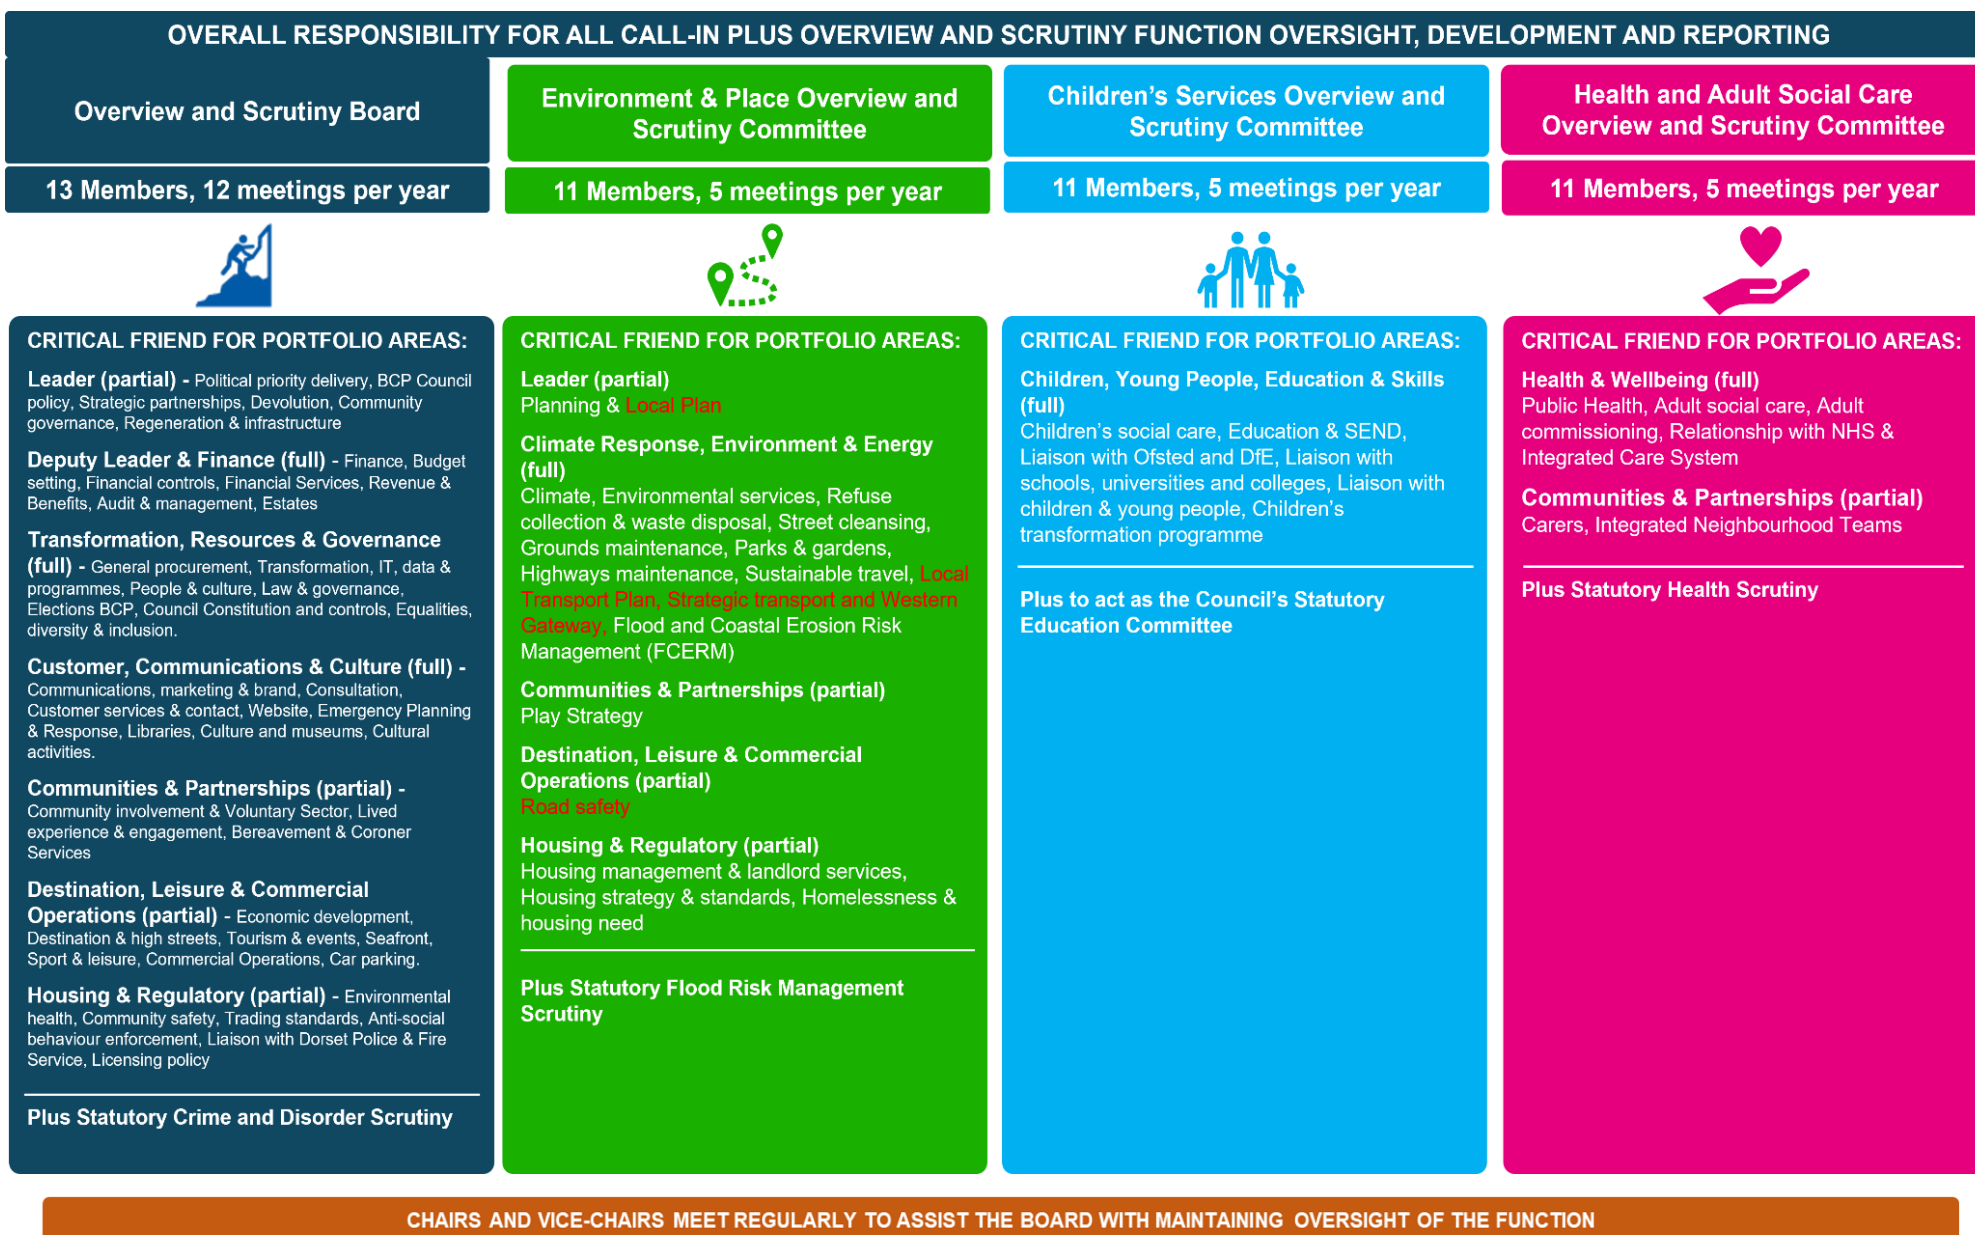 OVERALL RESPONSIBILITY FOR ALL CALL-IN PLUS OVERVIEW AND SCRUTINY FUNCTION OVERSIGHT, DEVELOPMENT AND REPORTING
Overview and Scrutiny Board
13 Members, 12 meetings per year
CRITICAL FRIEND FOR PORTFOLIO AREAS:
Leader (partial) - Political priority delivery, BCP Council
policy, Strategic partnerships, Devolution, Community
governance, Regeneration & infrastructure
Deputy Leader & Finance (full) - Finance, Budget
setting, Financial controls, Financial Services, Revenue &
Benefits, Audit & management, Estates
Transformation, Resources & Governance
(full) - General procurement, Transformation, IT, data &
programmes, People & culture, Law & governance,
Elections BCP, Council Constitution and controls, Equalities,
diversity & inclusion.
Customer, Communications & Culture (full) -
Communications, marketing & brand, Consultation,
Customer services & contact, Website, Emergency Planning
& Response, Libraries, Culture and museums, Cultural
activities.
Communities & Partnerships (partial) -
Community involvement & Voluntary Sector, Lived
experience & engagement, Bereavement & Coroner
Services
Destination, Leisure & Commercial
Operations (partial) - Economic development,
Destination & high streets, Tourism & events, Seafront,
Sport & leisure, Commercial Operations, Car parking.
Housing & Regulatory (partial) - Environmental
health, Community safety, Trading standards, Anti-social
behaviour enforcement, Liaison with Dorset Police & Fire
Service, Licensing policy
Plus Statutory Crime and Disorder Scrutiny
Environment & Place Overview and
Scrutiny Committee
11 Members, 5 meetings per year
CRITICAL FRIEND FOR PORTFOLIO AREAS:
Leader (partial)
Planning & Local Plan
Climate Response, Environment & Energy
(full)
Climate, Environmental services, Refuse
collection & waste disposal, Street cleansing,
Grounds maintenance, Parks & gardens,
Highways maintenance, Sustainable travel, Local
Transport Plan, Strategic transport and Western
Gateway, Flood and Coastal Erosion Risk
Management (FCERM)
Communities & Partnerships (partial)
Play Strategy
Destination, Leisure & Commercial
Operations (partial)
Road safety
Housing & Regulatory (partial)
Housing management & landlord services,
Housing strategy & standards, Homelessness &
housing need
Plus Statutory Flood Risk Management
Scrutiny
Children's Services Overview and
Scrutiny Committee
11 Members, 5 meetings per year
CRITICAL FRIEND FOR PORTFOLIO AREAS:
Children, Young People, Education & Skills
(full)
Children's social care, Education & SEND,
Liaison with Ofsted and DfE, Liaison with
schools, universities and colleges, Liaison with
children & young people, Children's
transformation programme
Plus to act as the Council's Statutory
Education Committee
Health and Adult Social Care
Overview and Scrutiny Committee
11 Members, 5 meetings per year
CRITICAL FRIEND FOR PORTFOLIO AREAS:
Health & Wellbeing (full)
Public Health, Adult social care, Adult
commissioning, Relationship with NHS &
Integrated Care System
Communities & Partnerships (partial)
Carers, Integrated Neighbourhood Teams
Plus Statutory Health Scrutiny
CHAIRS AND VICE-CHAIRS MEET REGULARLY TO ASSIST THE BOARD WITH MAINTAINING OVERSIGHT OF THE FUNCTION